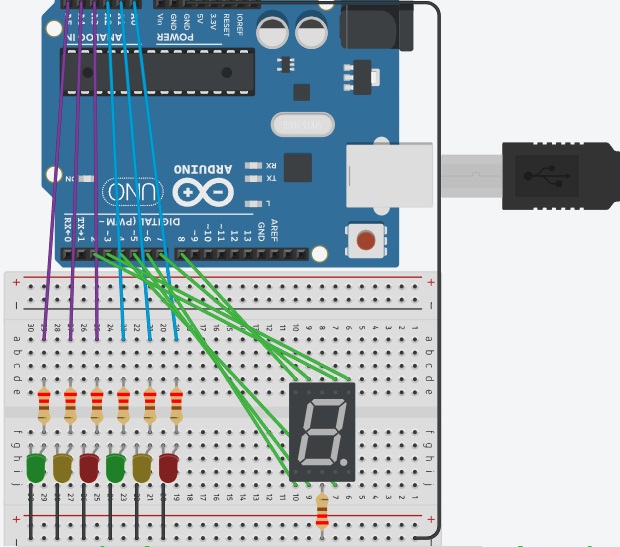 ANALOG IN
POWER
Vin
GND
GND
5V
3.3V
RESET
IOREF
ON
UNO
ARDUINO
RX
TX
L
DIGITAL (PWM~)
RX←0
TX→1
2
~3
4
~5
~6
7
8
~9
~10
~11
12
13
GND
AREF
+ +
- -
30 29 28 27 26 25 24 23 22 21 20 19 18 17 16 15 14 13 12 11 10 9 8 7 6 5 4 3 2 1
a a
b b
c c
d d
e e
f f
g g
h h
i i
j j
+ +
- -